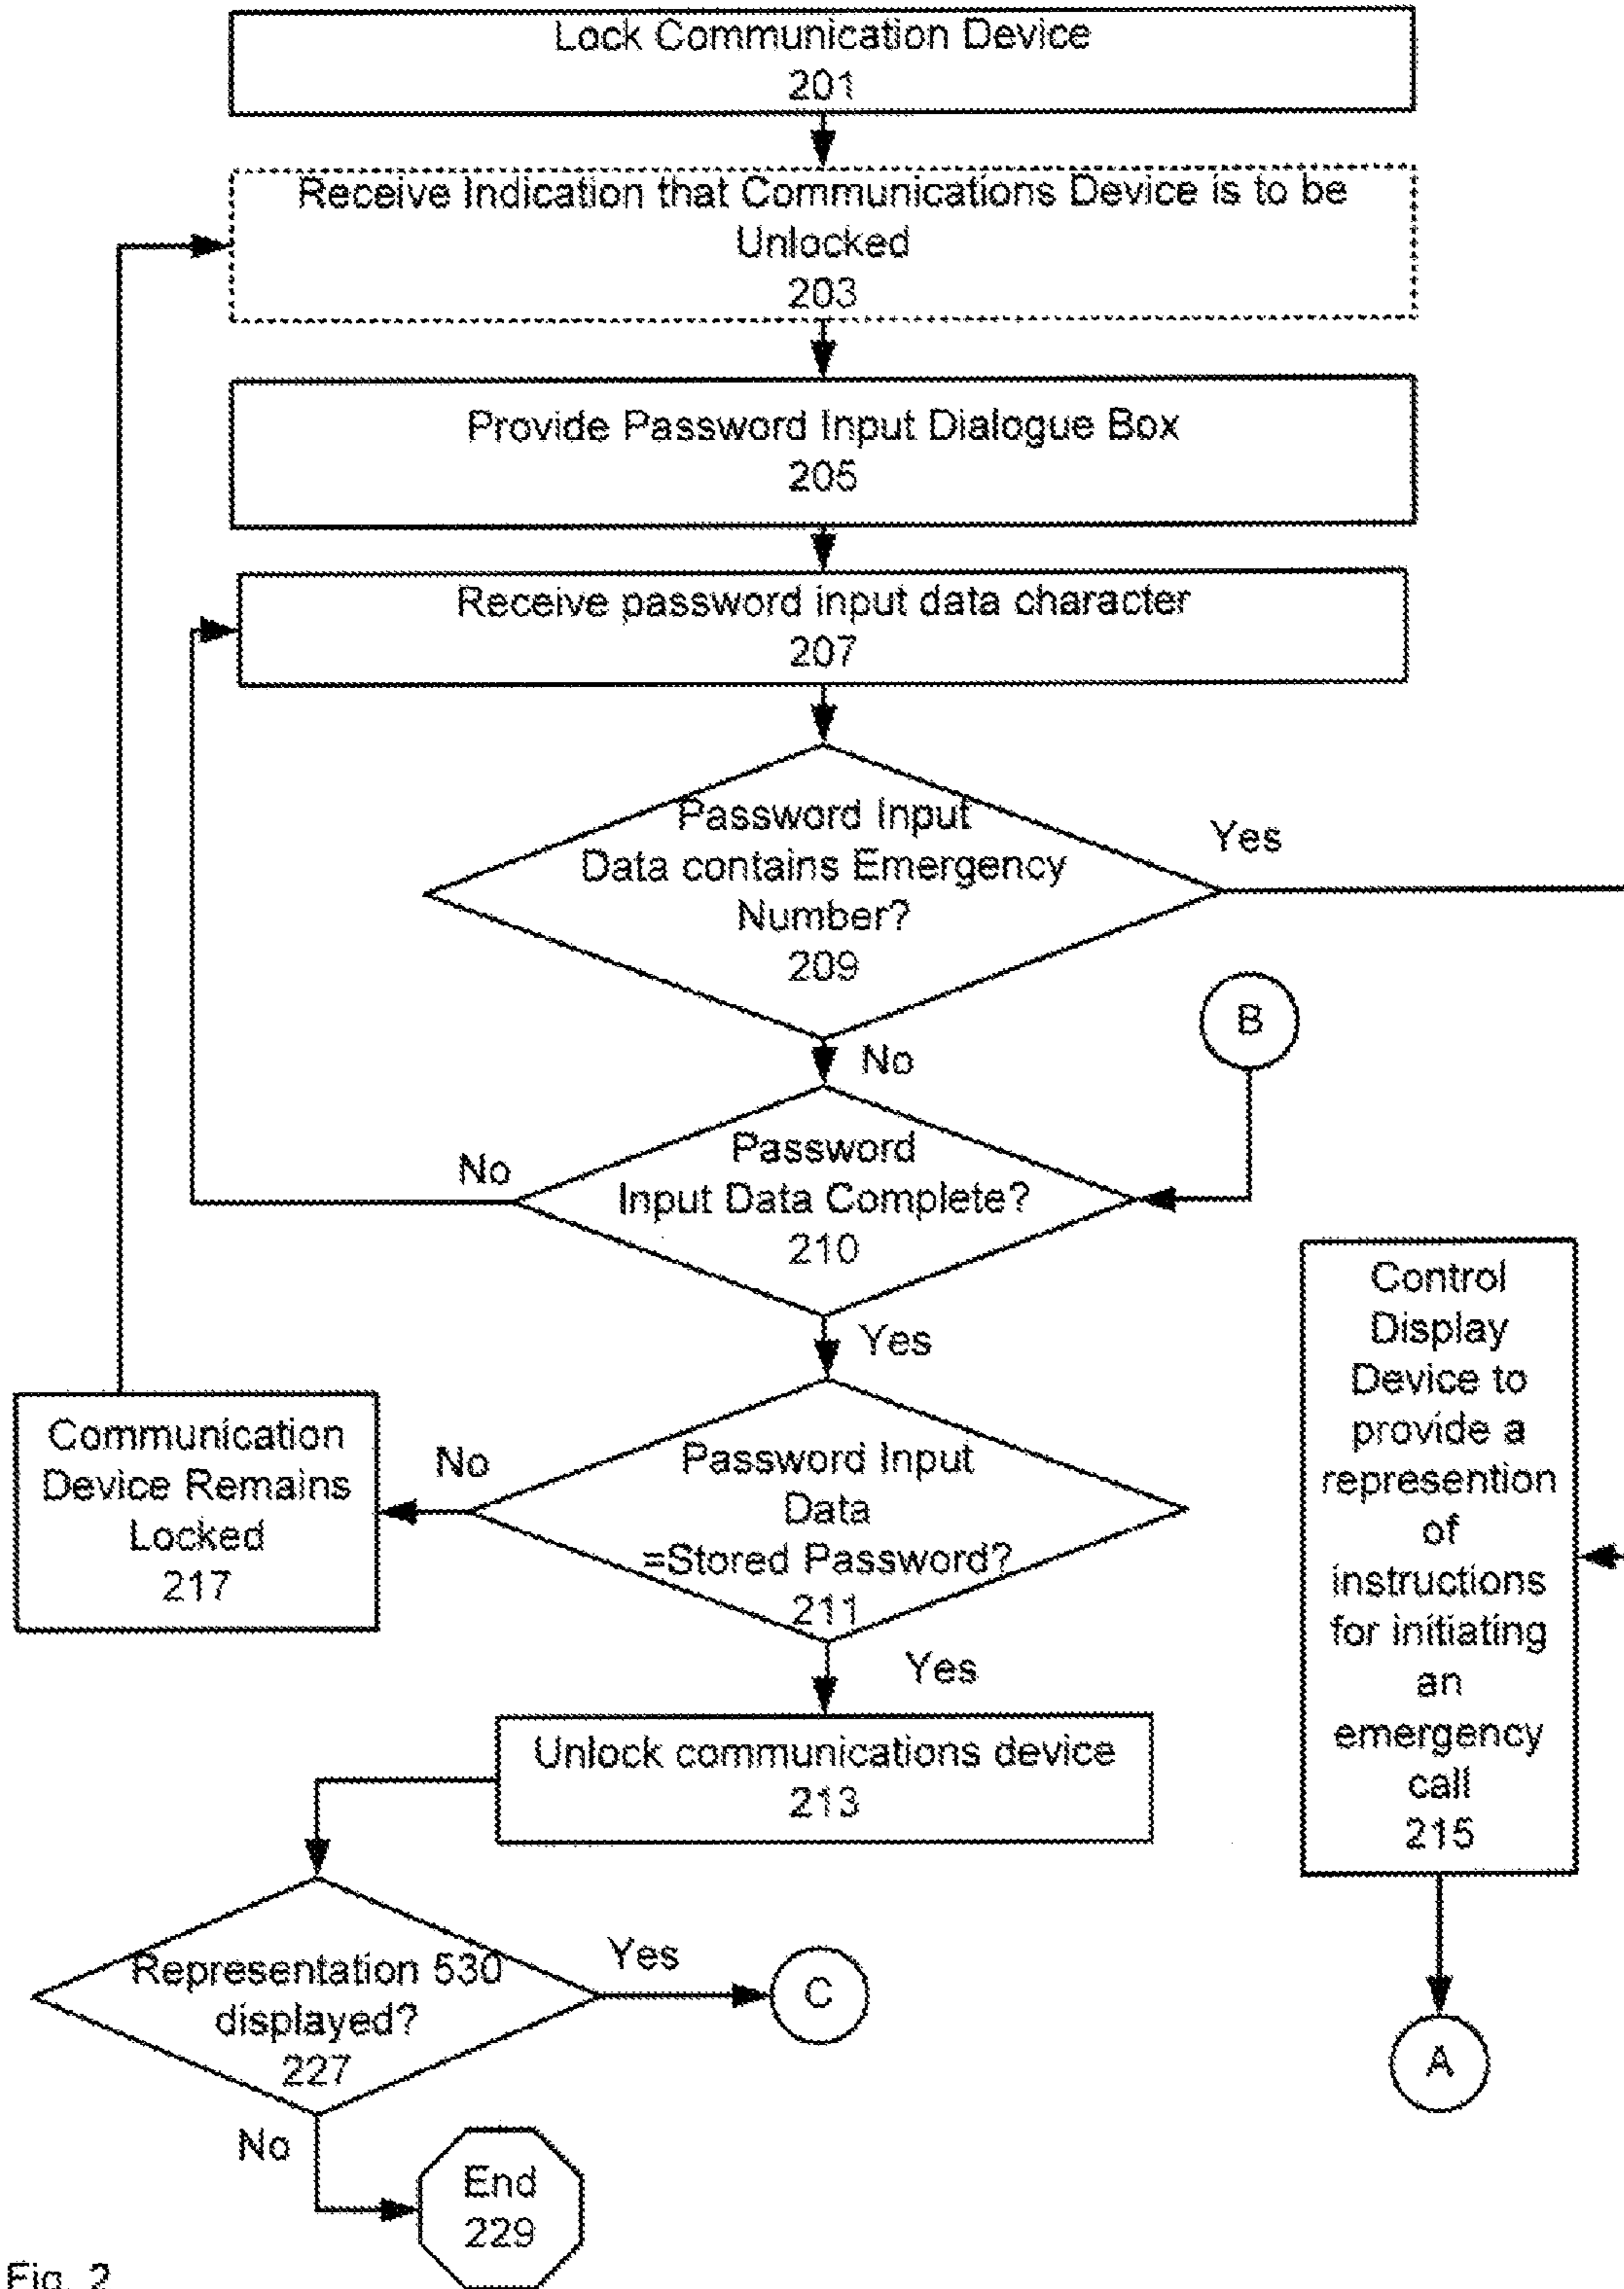 Lock Communication Device
201
Receive Indication that Communications Device is to be
Unlocked
203
Provide Password Input Dialogue Box
205
Receive password input data character
207
Password Input
Data contains Emergency
Number?
209
Yes
No
B
Password
Input Data Complete?
210
No
Yes
Control
Display
Device to
provide a
represention
of
instructions
for initiating
an
emergency
call
215
Communication
Device Remains
Locked
217
No
Password Input
Data
=Stored Password?
211
Yes
Unlock communications device
213
Representation 530
displayed?
227
Yes
C
A
No
End
229
Fig. 2